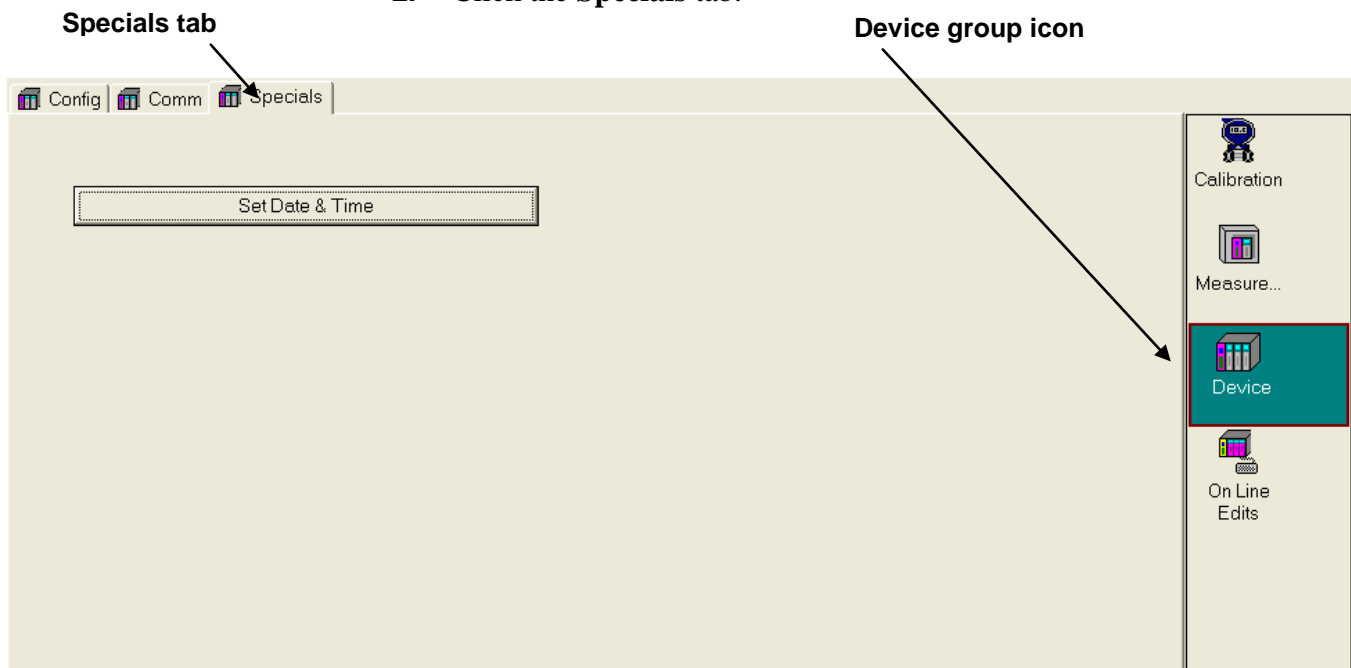 Specials tab
Device group icon
Config
Comm
Specials
Set Date & Time
Calibration
Measure...
Device
On Line
Edits